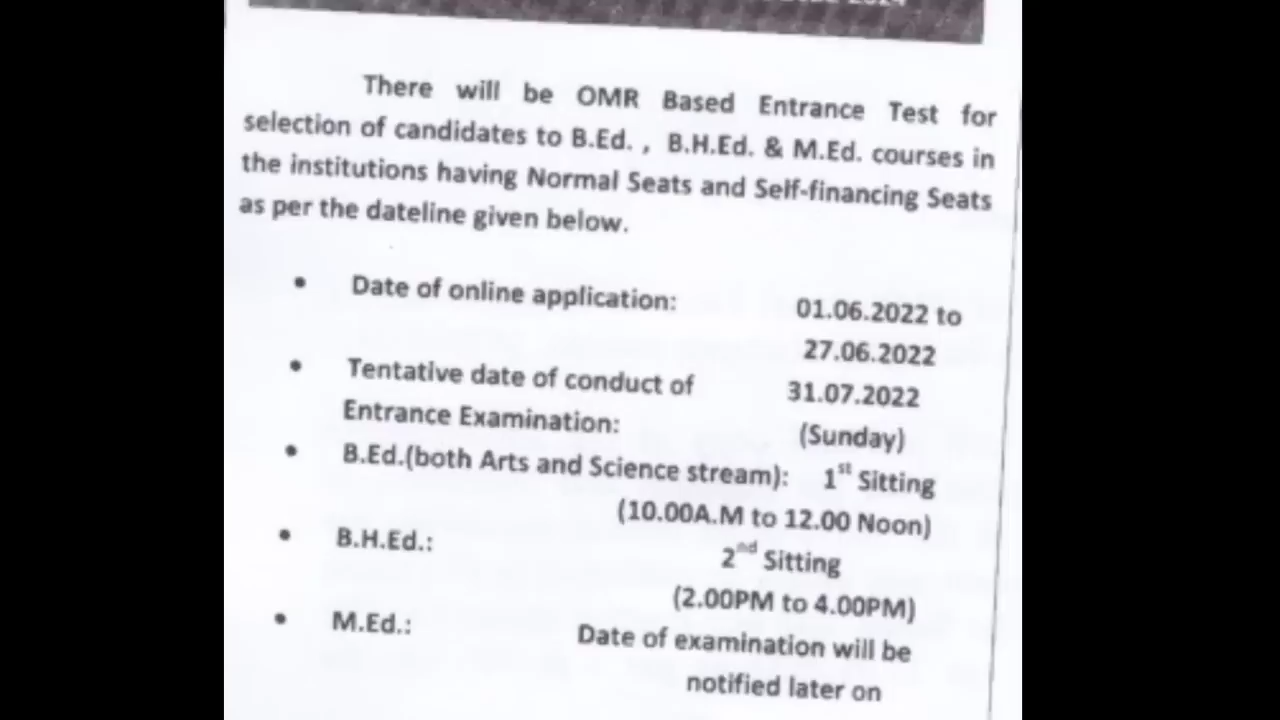 There will be OMR Based Entrance Test for
selection of candidates to B.Ed. , B.H.Ed. & M.Ed. courses in
the institutions having Normal Seats and Self-financing Seats
as per the dateline given below.
• Date of online application: 01.06.2022 to
27.06.2022
• Tentative date of conduct of 31.07.2022
Entrance Examination: (Sunday)
• B.Ed.(both Arts and Science stream): 1st Sitting
(10.00A.M to 12.00 Noon)
• B.H.Ed.: 2nd Sitting
(2.00PM to 4.00PM)
• M.Ed.: Date of examination will be
notified later on